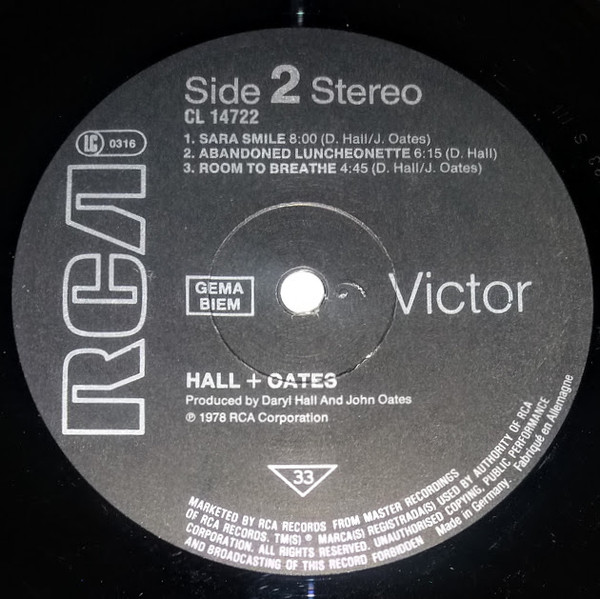 Side 2 Stereo
CL 14722
LC 0316
1. SARA SMILE 8:00 (D. Hall/J. Oates)
2. ABANDONED LUNCHEONETTE 6:15 (D. Hall)
3. ROOM TO BREATHE 4:45 (D. Hall/J. Oates)
RCA
GEMA
BIEM
Victor
HALL + OATES
Produced by Daryl Hall And John Oates
℗ 1978 RCA Corporation
33
MARKETED BY RCA RECORDS FROM MASTER RECORDINGS
OF RCA RECORDS. TM(S) ® MARCA(S) REGISTRADA(S) USED BY AUTHORITY OF RCA
CORPORATION. ALL RIGHTS RESERVED. UNAUTHORISED COPYING, PUBLIC PERFORMANCE
AND BROADCASTING OF THIS RECORD FORBIDDEN Made in Germany. Fabriqué en Allemagne